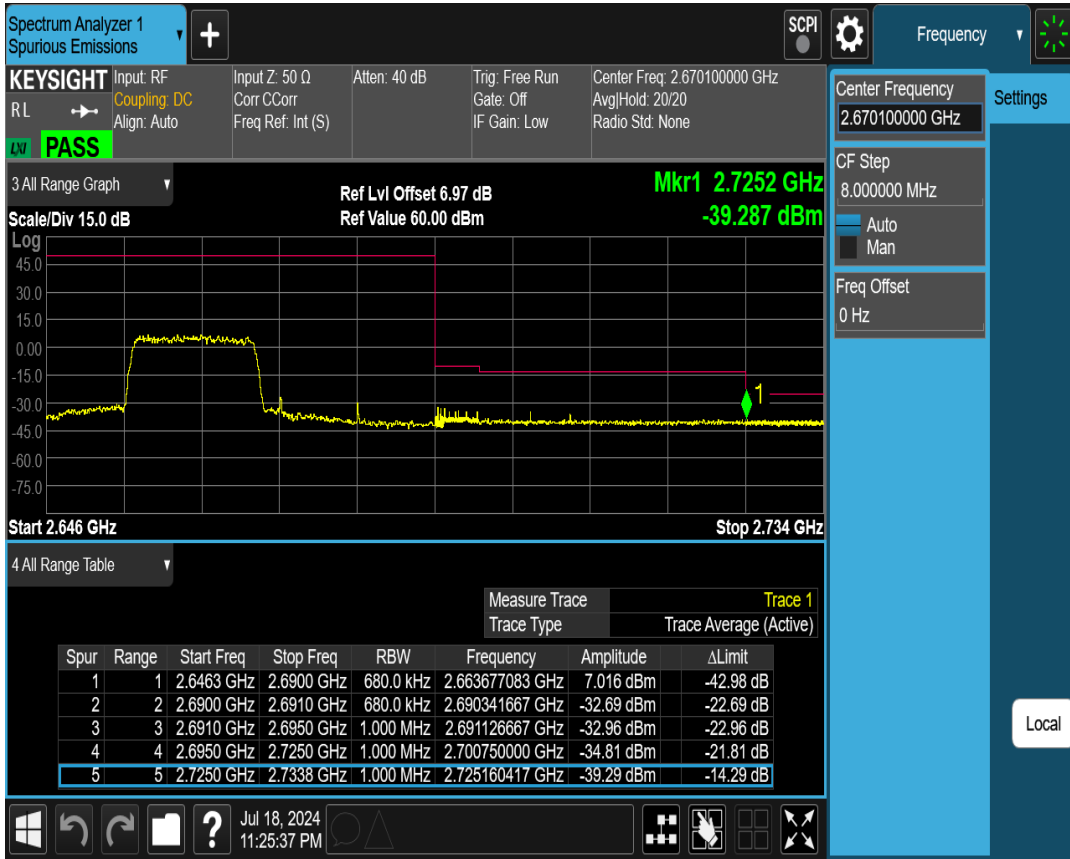 Spectrum Analyzer 1
Spurious Emissions
SCPI
Frequency
KEYSIGHT
RL
LXI
PASS
Input: RF
Coupling: DC
Align: Auto
Input Z: 50 Ω
Corr CCorr
Freq Ref: Int (S)
Atten: 40 dB
Trig: Free Run
Gate: Off
IF Gain: Low
Center Freq: 2.670100000 GHz
Avg|Hold: 20/20
Radio Std: None
Center Frequency
2.670100000 GHz
Settings
CF Step
8.000000 MHz
Auto
Man
Freq Offset
0 Hz
3 All Range Graph
Ref Lvl Offset 6.97 dB
Mkr1 2.7252 GHz
Scale/Div 15.0 dB
Ref Value 60.00 dBm
-39.287 dBm
Log
45.0
30.0
15.0
0.00
-15.0
-30.0
-45.0
-60.0
-75.0
1
Start 2.646 GHz
Stop 2.734 GHz
4 All Range Table
Measure Trace Trace 1
Trace Type Trace Average (Active)
Spur Range Start Freq Stop Freq RBW Frequency Amplitude ΔLimit
1 1 2.6463 GHz 2.6900 GHz 680.0 kHz 2.663677083 GHz 7.016 dBm -42.98 dB
2 2 2.6900 GHz 2.6910 GHz 680.0 kHz 2.690341667 GHz -32.69 dBm -22.69 dB
3 3 2.6910 GHz 2.6950 GHz 1.000 MHz 2.691126667 GHz -32.96 dBm -22.96 dB
4 4 2.6950 GHz 2.7250 GHz 1.000 MHz 2.700750000 GHz -34.81 dBm -21.81 dB
5 5 2.7250 GHz 2.7338 GHz 1.000 MHz 2.725160417 GHz -39.29 dBm -14.29 dB
Local
?
Jul 18, 2024
11:25:37 PM